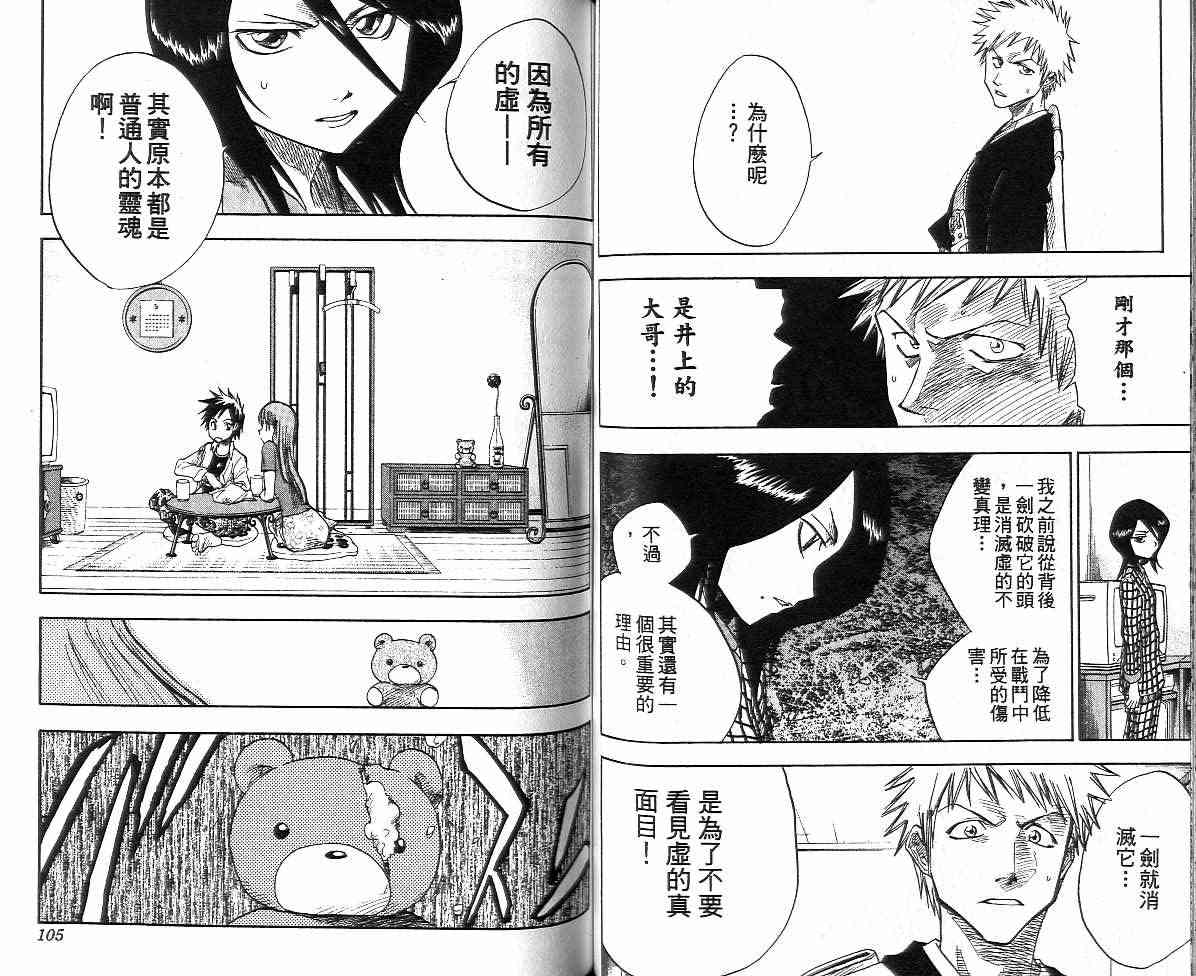 為什麼呢
…?
剛才那個…
是井上的
大哥…!
我之前說從背後
一劍砍破它的頭
，是消滅虛的不
變真理…
為了降低
在戰鬥中
所受的傷
害…
不過
，
其實還有一
個很重要的
理由。
一劍就消
滅它…
是為了不要
看見虛的真
面目!
因為所有
的虛——
其實原本都是
普通人的靈魂
啊!
105